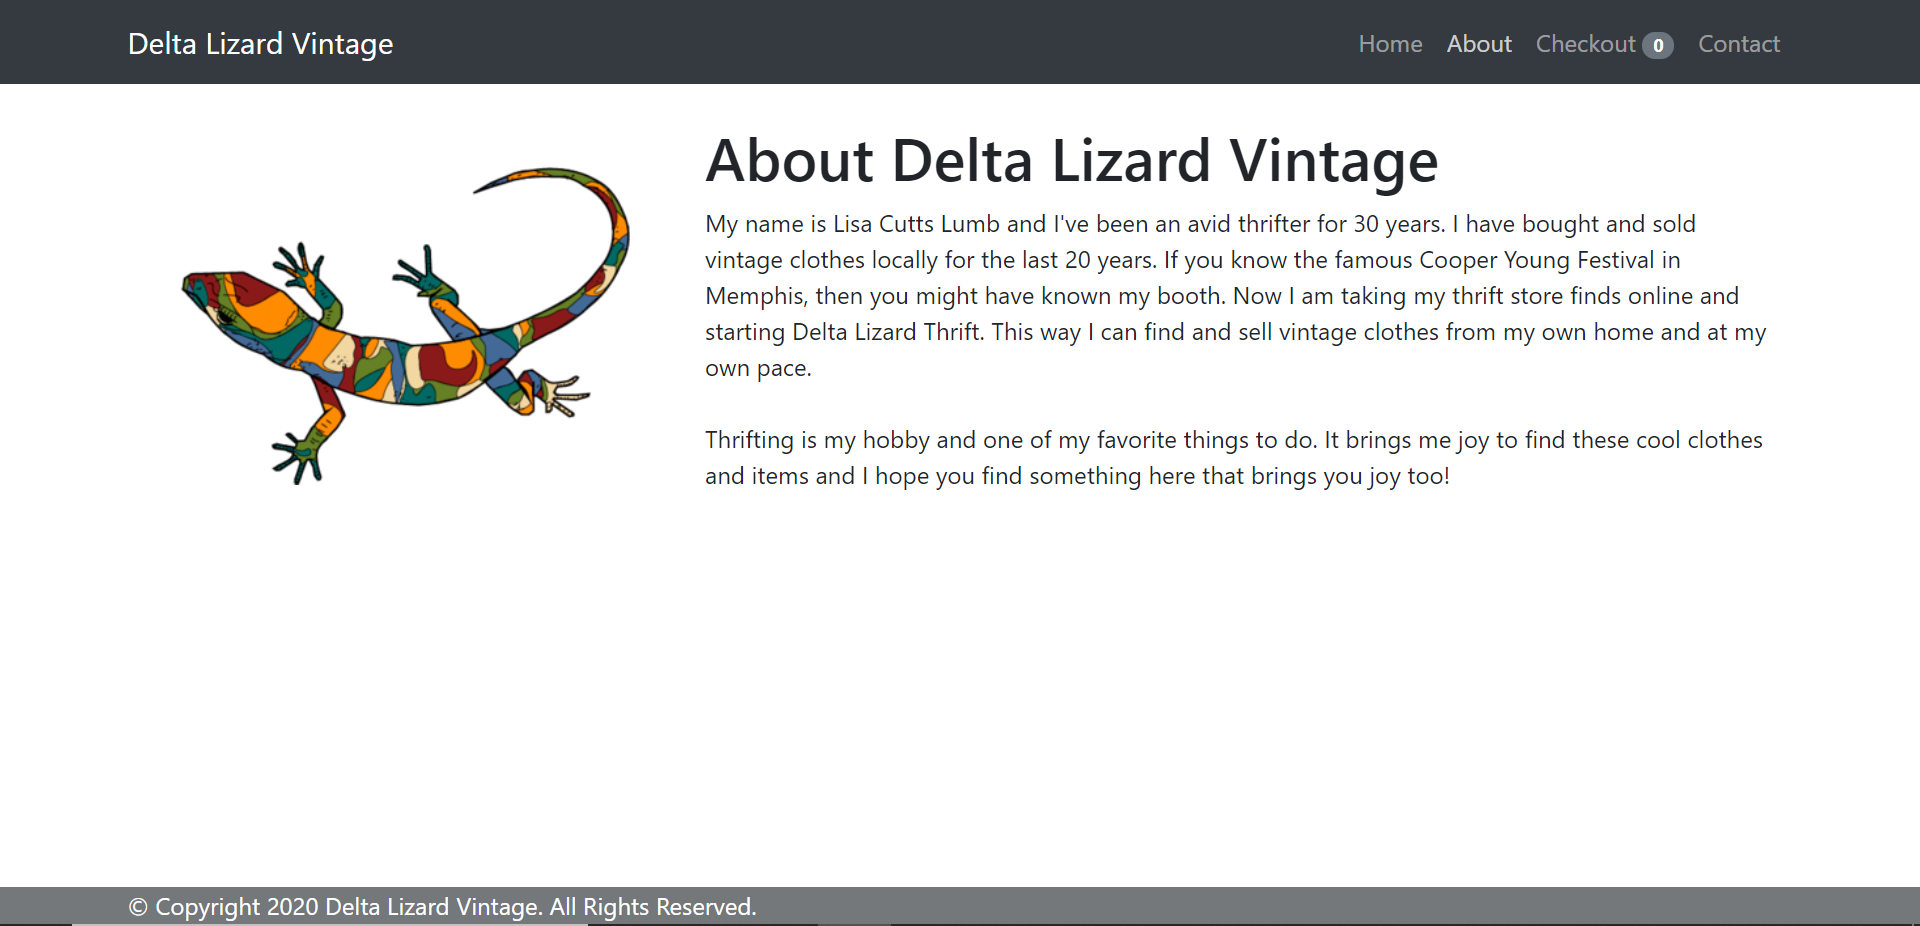 Delta Lizard Vintage
Home About Checkout 0 Contact
About Delta Lizard Vintage
My name is Lisa Cutts Lumb and I've been an avid thrifter for 30 years. I have bought and sold
vintage clothes locally for the last 20 years. If you know the famous Cooper Young Festival in
Memphis, then you might have known my booth. Now I am taking my thrift store finds online and
starting Delta Lizard Thrift. This way I can find and sell vintage clothes from my own home and at my
own pace.
Thrifting is my hobby and one of my favorite things to do. It brings me joy to find these cool clothes
and items and I hope you find something here that brings you joy too!
© Copyright 2020 Delta Lizard Vintage. All Rights Reserved.